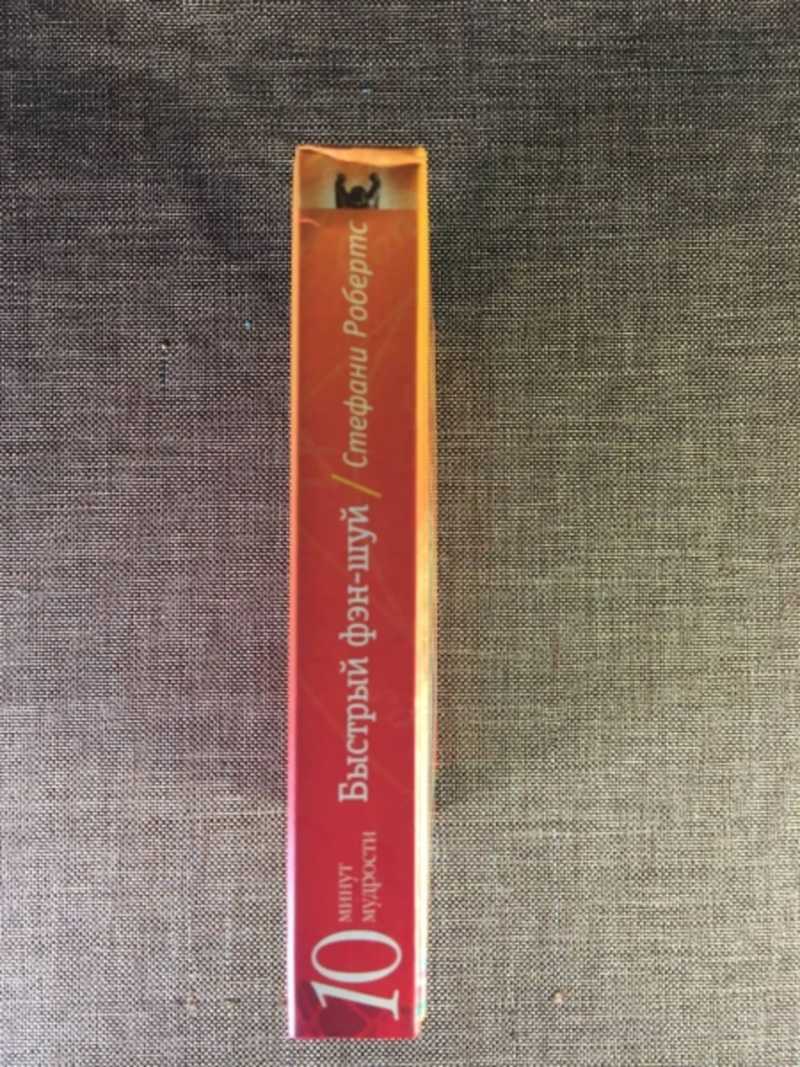 10
минут
мудрости
Быстрый фэн-шуй / Стефани Робертс